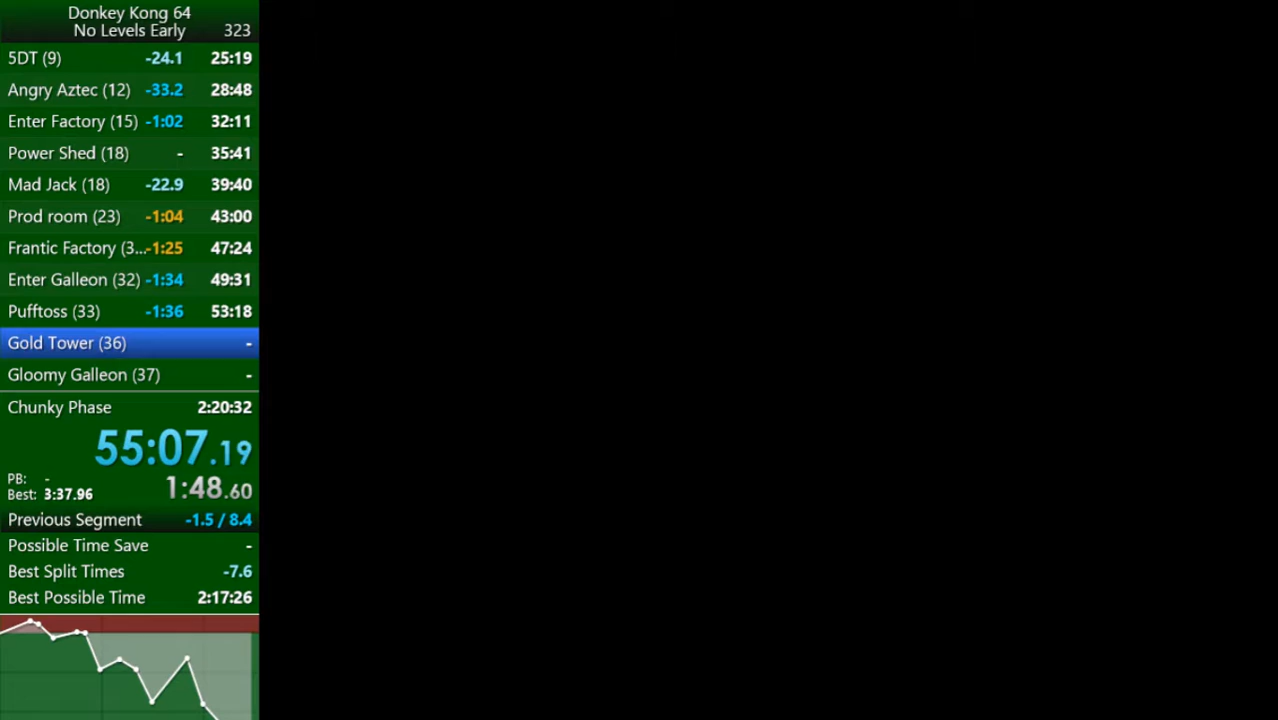 Donkey Kong 64
No Levels Early 323
5DT (9) -24.1 25:19
Angry Aztec (12) -33.2 28:48
Enter Factory (15) -1:02 32:11
Power Shed (18) - 35:41
Mad Jack (18) -22.9 39:40
Prod room (23) -1:04 43:00
Frantic Factory (3... -1:25 47:24
Enter Galleon (32) -1:34 49:31
Pufftoss (33) -1:36 53:18
Gold Tower (36) -
Gloomy Galleon (37) -
Chunky Phase 2:20:32
55:07.19
PB: -
Best: 3:37.96 1:48.60
Previous Segment -1.5 / 8.4
Possible Time Save -
Best Split Times -7.6
Best Possible Time 2:17:26